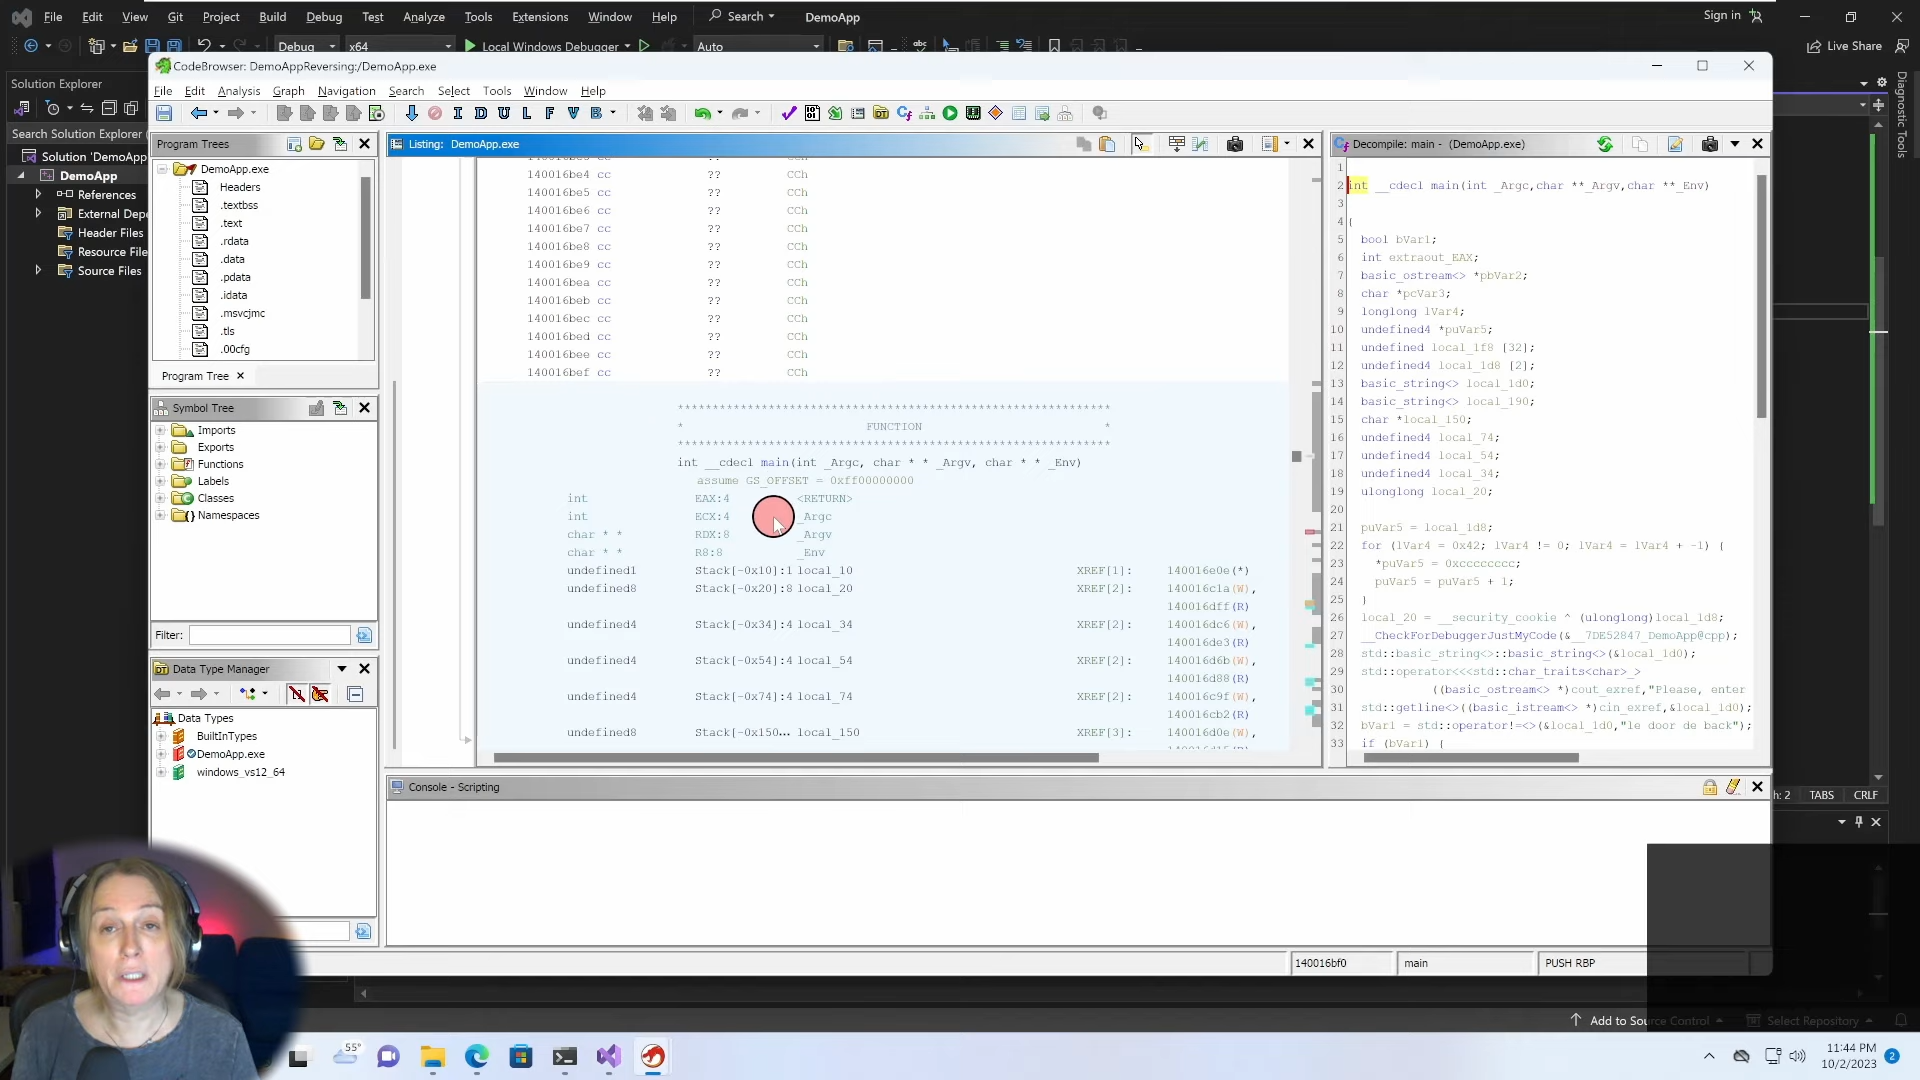 File Edit View Git Project Build Debug Test Analyze Tools Extensions Window Help Search DemoApp Sign in
Debug x64 Local Windows Debugger Auto Live Share
Solution Explorer
Search Solution Explorer
Solution 'DemoApp
DemoApp
References
External Dep
Header Files
Resource File
Source Files
Diagnostic Tools
CodeBrowser: DemoAppReversing:/DemoApp.exe
File Edit Analysis Graph Navigation Search Select Tools Window Help
I D U L F V B
Program Trees
DemoApp.exe
Headers
.textbss
.text
.rdata
.data
.pdata
.idata
.msvcjmc
.tls
.00cfg
Program Tree
Symbol Tree
Imports
Exports
Functions
Labels
Classes
Namespaces
Filter:
Data Type Manager
Data Types
BuiltInTypes
DemoApp.exe
windows_vs12_64
Listing: DemoApp.exe
140016be4 cc ?? CCh
140016be5 cc ?? CCh
140016be6 cc ?? CCh
140016be7 cc ?? CCh
140016be8 cc ?? CCh
140016be9 cc ?? CCh
140016bea cc ?? CCh
140016beb cc ?? CCh
140016bec cc ?? CCh
140016bed cc ?? CCh
140016bee cc ?? CCh
140016bef cc ?? CCh
* FUNCTION *
int __cdecl main(int _Argc, char * * _Argv, char * * _Env)
assume GS_OFFSET = 0xff00000000
int EAX:4 <RETURN>
int ECX:4 _Argc
char * * RDX:8 _Argv
char * * R8:8 _Env
undefined1 Stack[-0x10]:1 local_10 XREF[1]: 140016e0e(*)
undefined8 Stack[-0x20]:8 local_20 XREF[2]: 140016c1a(W),
140016dff(R)
undefined4 Stack[-0x34]:4 local_34 XREF[2]: 140016dc6(W),
140016de3(R)
undefined4 Stack[-0x54]:4 local_54 XREF[2]: 140016d6b(W),
140016d88(R)
undefined4 Stack[-0x74]:4 local_74 XREF[2]: 140016c9f(W),
140016cb2(R)
undefined8 Stack[-0x150... local_150 XREF[3]: 140016d0e(W),
Decompile: main - (DemoApp.exe)
1
2 int __cdecl main(int _Argc,char **_Argv,char **_Env)
3
4 {
5 bool bVar1;
6 int extraout_EAX;
7 basic_ostream<> *pbVar2;
8 char *pcVar3;
9 longlong lVar4;
10 undefined4 *puVar5;
11 undefined local_1f8 [32];
12 undefined4 local_1d8 [2];
13 basic_string<> local_1d0;
14 basic_string<> local_190;
15 char *local_150;
16 undefined4 local_74;
17 undefined4 local_54;
18 undefined4 local_34;
19 ulonglong local_20;
20
21 puVar5 = local_1d8;
22 for (lVar4 = 0x42; lVar4 != 0; lVar4 = lVar4 + -1) {
23 *puVar5 = 0xcccccccc;
24 puVar5 = puVar5 + 1;
25 }
26 local_20 = __security_cookie ^ (ulonglong)local_1d8;
27 __CheckForDebuggerJustMyCode(&__7DE52847_DemoApp@cpp);
28 std::basic_string<>::basic_string<>(&local_1d0);
29 std::operator<<<std::char_traits<char>_>
30 ((basic_ostream<> *)cout_exref,"Please, enter
31 std::getline<>((basic_istream<> *)cin_exref,&local_1d0);
32 bVar1 = std::operator!=<>(&local_1d0,"le door de back");
33 if (bVar1) {
Console - Scripting
140016bf0 main PUSH RBP
h: 2 TABS CRLF
Add to Source Control Select Repository
55°
11:44 PM
10/2/2023
2